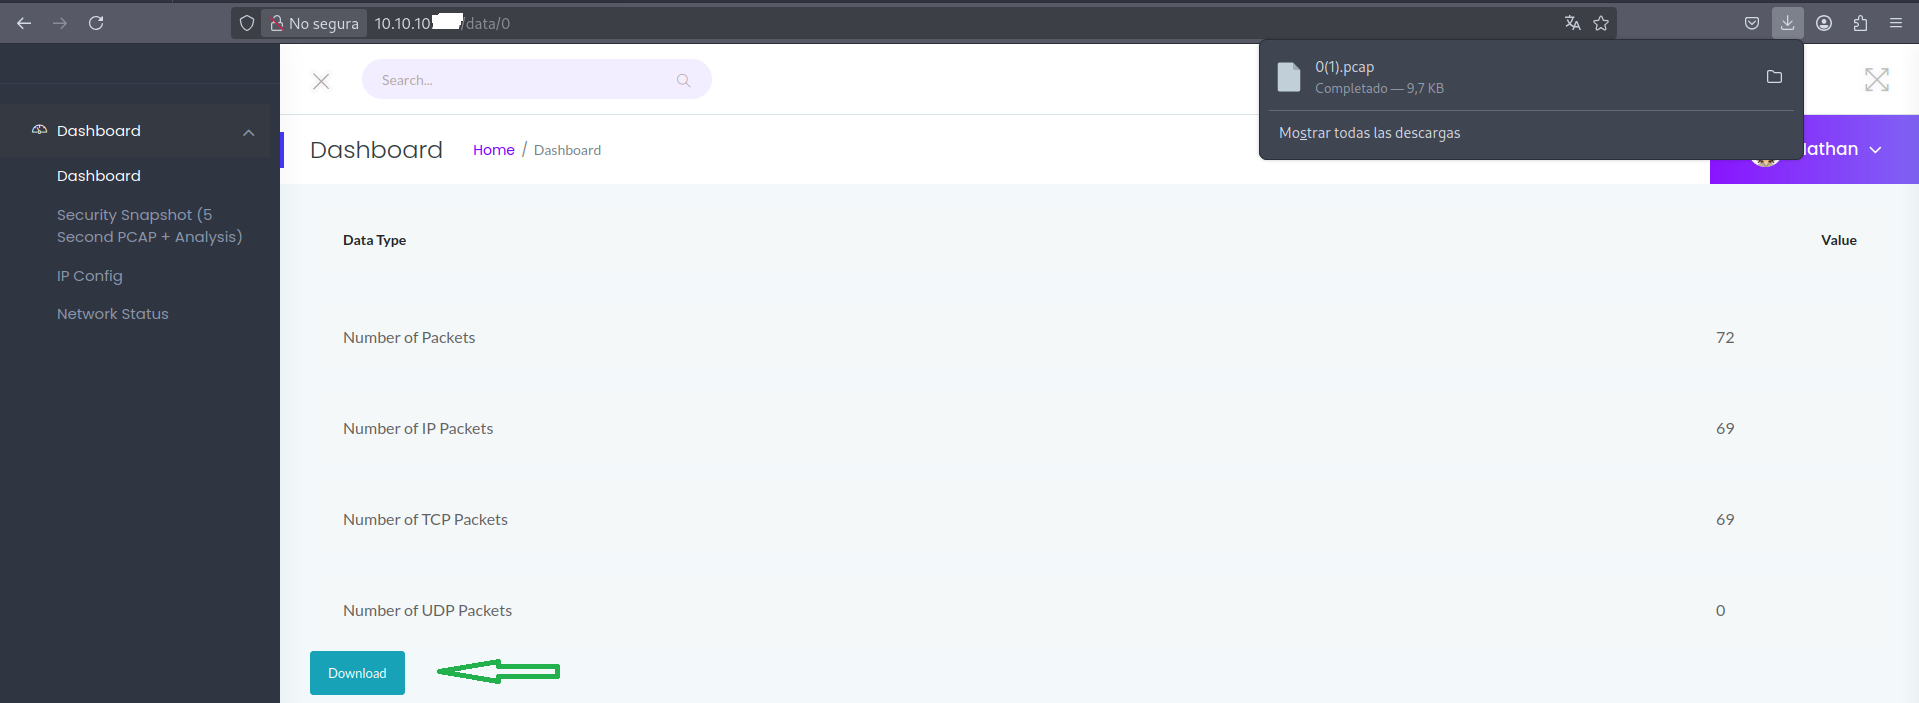 No segura 10.10.10. /data/0
0(1).pcap
Completado — 9,7 KB
Mostrar todas las descargas
Search...
Dashboard
Dashboard
Security Snapshot (5
Second PCAP + Analysis)
IP Config
Network Status
Dashboard Home / Dashboard
Data Type Value
Number of Packets 72
Number of IP Packets 69
Number of TCP Packets 69
Number of UDP Packets 0
Download